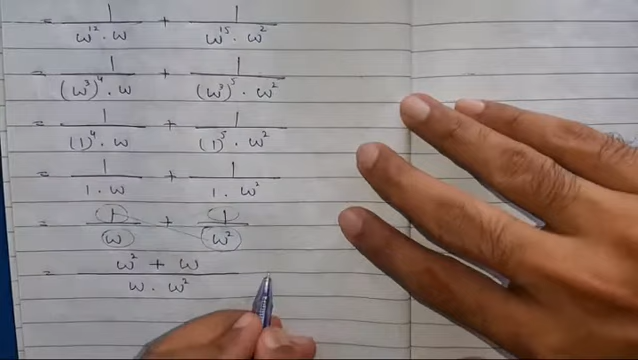 = 1/(ω¹² · ω) + 1/(ω¹⁵ · ω²)
= 1/((ω³)⁴ · ω) + 1/((ω³)⁵ · ω²)
= 1/((1)⁴ · ω) + 1/((1)⁵ · ω²)
= 1/(1 · ω) + 1/(1 · ω²)
= 1/ω + 1/ω²
= (ω² + ω)/(ω · ω²)